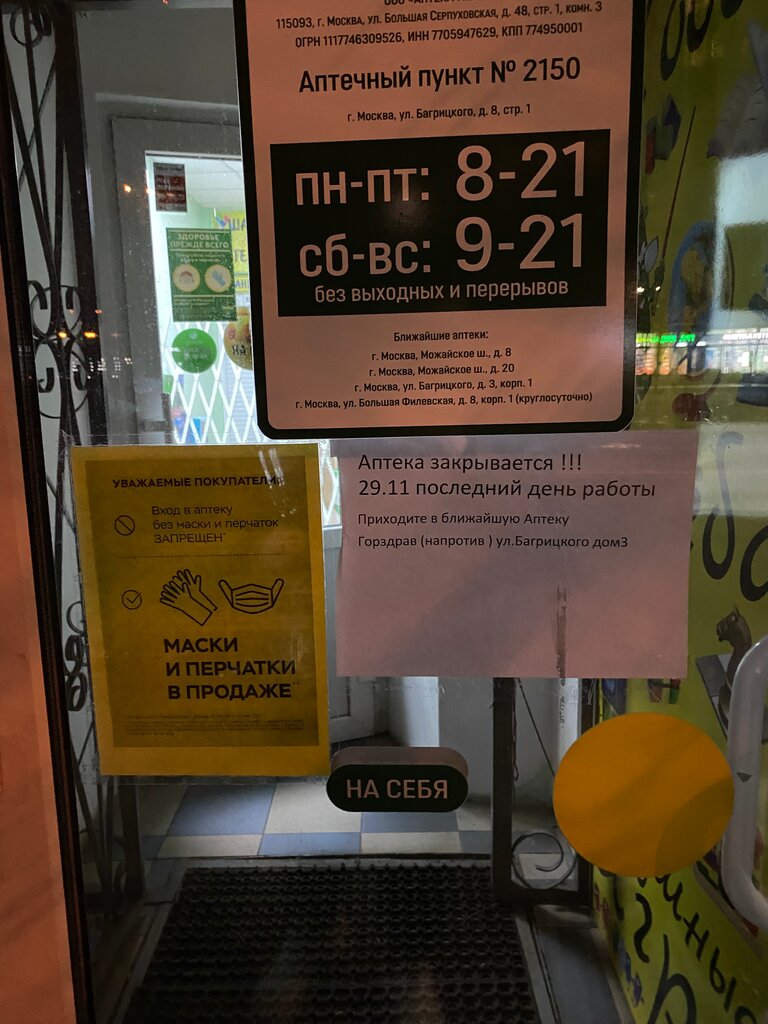 115093, г. Москва, ул. Большая Серпуховская, д. 48, стр. 1, комн. 3
ОГРН 1117746309526, ИНН 7705947629, КПП 774950001
Аптечный пункт № 2150
г. Москва, ул. Багрицкого, д. 8, стр. 1
пн-пт: 8-21
сб-вс: 9-21
без выходных и перерывов
Ближайшие аптеки:
г. Москва, Можайское ш., д. 8
г. Москва, Можайское ш., д. 20
г. Москва, ул. Багрицкого, д. 3, корп. 1
г. Москва, ул. Большая Филевская, д. 8, корп. 1 (круглосуточно)
ЗДОРОВЬЕ
ПРЕЖДЕ ВСЕГО
Аптека закрывается !!!
29.11 последний день работы
Приходите в ближайшую Аптеку
Горздрав (напротив ) ул.Багрицкого дом3
УВАЖАЕМЫЕ ПОКУПАТЕЛИ
Вход в аптеку
без маски и перчаток
ЗАПРЕЩЕН*
МАСКИ
И ПЕРЧАТКИ
В ПРОДАЖЕ**
НА СЕБЯ